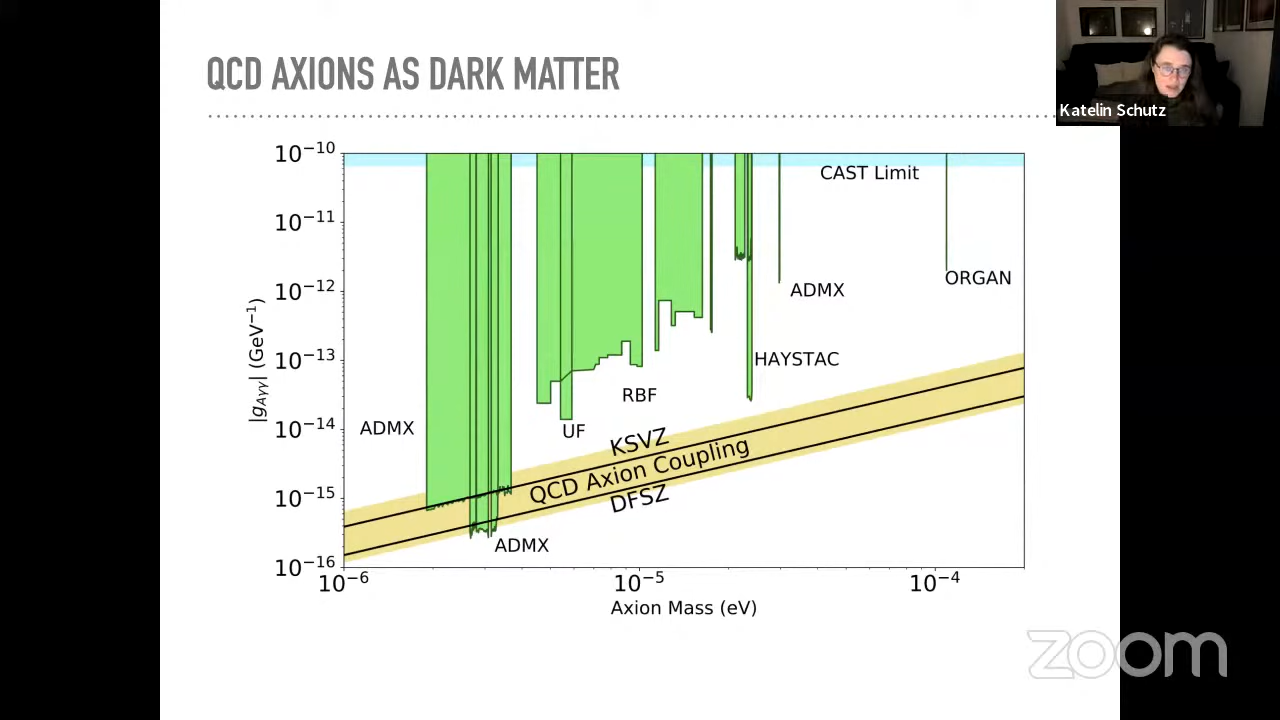 QCD AXIONS AS DARK MATTER
Katelin Schutz
10⁻¹⁰
10⁻¹¹
10⁻¹²
10⁻¹³
10⁻¹⁴
10⁻¹⁵
10⁻¹⁶
|g_Aγγ| (GeV⁻¹)
CAST Limit
ORGAN
ADMX
HAYSTAC
RBF
UF
ADMX
KSVZ
QCD Axion Coupling
DFSZ
ADMX
10⁻⁶
10⁻⁵
10⁻⁴
Axion Mass (eV)
zoom